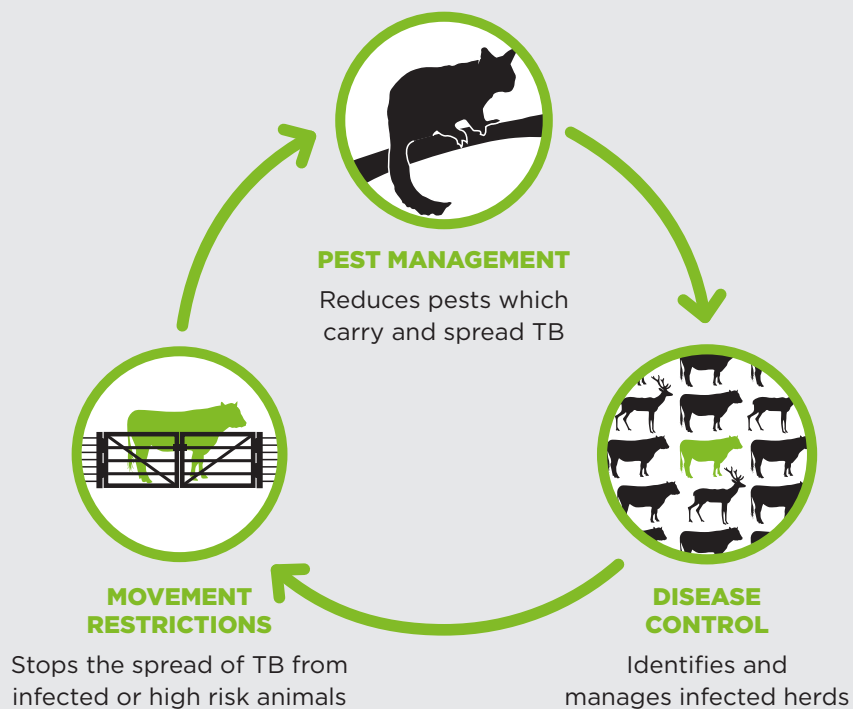 PEST MANAGEMENT
Reduces pests which
carry and spread TB
MOVEMENT
RESTRICTIONS
Stops the spread of TB from
infected or high risk animals
DISEASE
CONTROL
Identifies and
manages infected herds